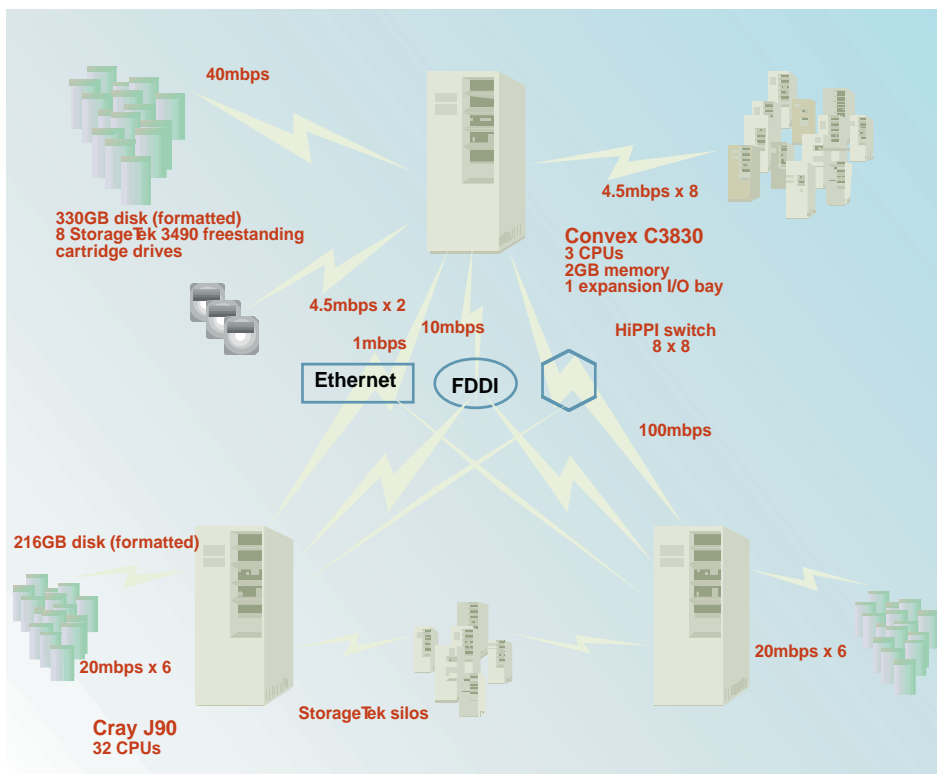 40mbps
4.5mbps x 8
330GB disk (formatted)
8 StorageTek 3490 freestanding
cartridge drives
Convex C3830
3 CPUs
2GB memory
1 expansion I/O bay
4.5mbps x 2
10mbps
1mbps
HiPPI switch
8 x 8
Ethernet
FDDI
100mbps
216GB disk (formatted)
20mbps x 6
20mbps x 6
StorageTek silos
Cray J90
32 CPUs